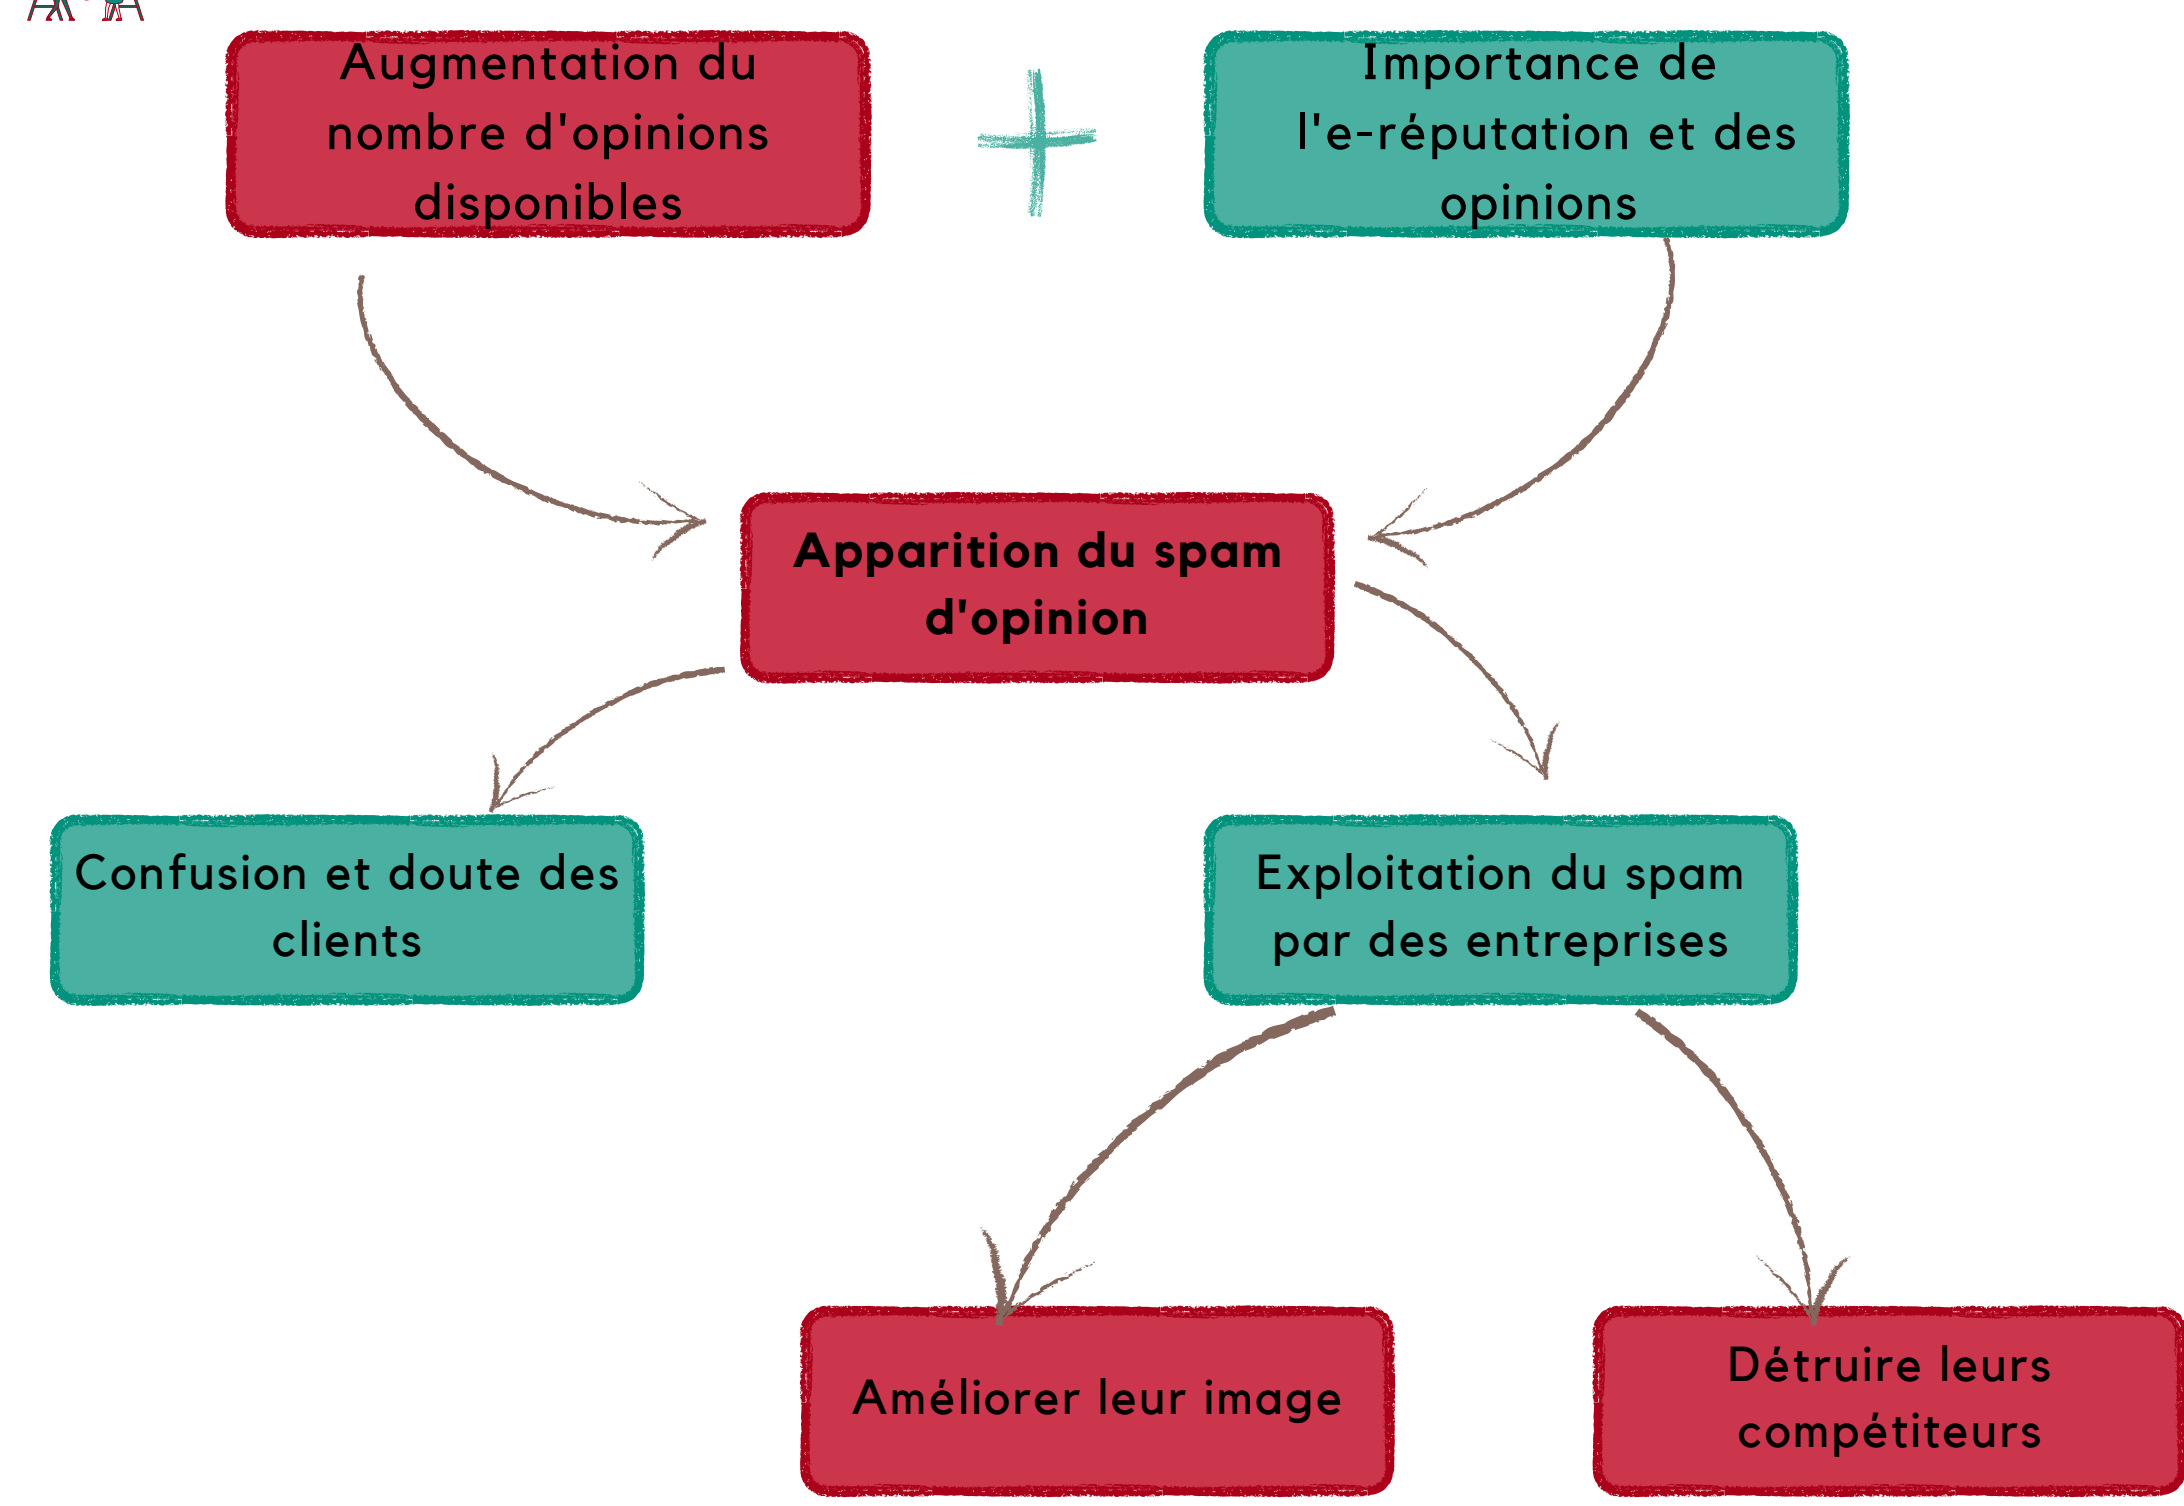 Augmentation du
nombre d'opinions
disponibles
Importance de
l'e-réputation et des
opinions
Apparition du spam
d'opinion
Confusion et doute des
clients
Exploitation du spam
par des entreprises
Améliorer leur image
Détruire leurs
compétiteurs